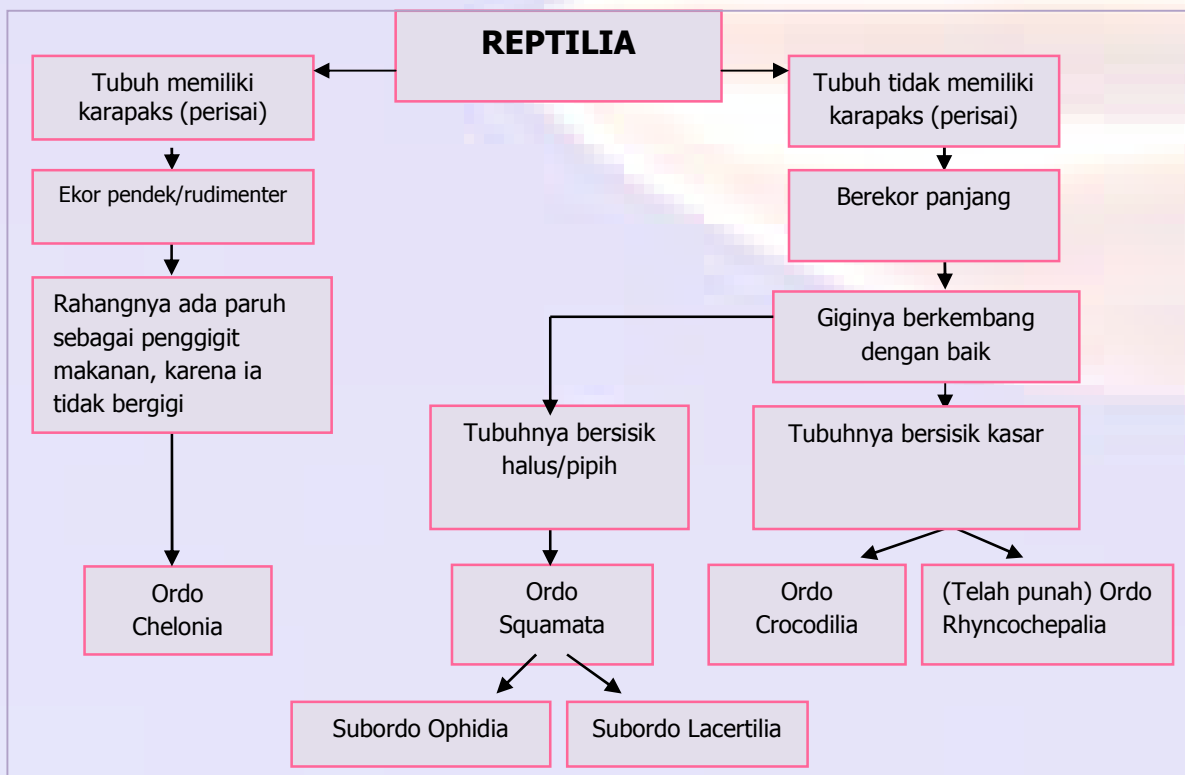 REPTILIA
Tubuh memiliki
karapaks (perisai)
Tubuh tidak memiliki
karapaks (perisai)
Ekor pendek/rudimenter
Berekor panjang
Rahangnya ada paruh
sebagai penggigit
makanan, karena ia
tidak bergigi
Giginya berkembang
dengan baik
Tubuhnya bersisik
halus/pipih
Tubuhnya bersisik kasar
Ordo
Chelonia
Ordo
Squamata
Ordo
Crocodilia
(Telah punah) Ordo
Rhyncochepalia
Subordo Ophidia
Subordo Lacertilia